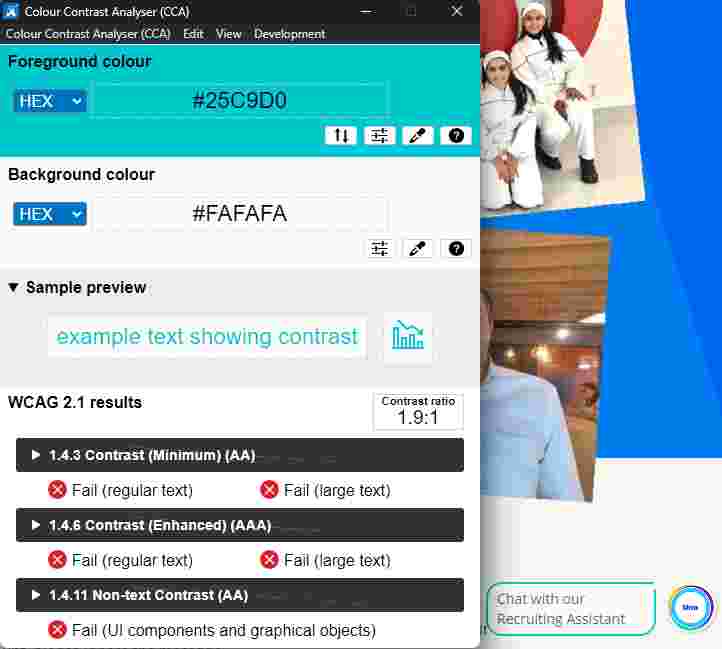 Colour Contrast Analyser (CCA)
Colour Contrast Analyser (CCA) Edit View Development
Foreground colour
HEX
#25C9D0
?
Background colour
HEX
#FAFAFA
?
Sample preview
example text showing contrast
WCAG 2.1 results
Contrast ratio
1.9:1
1.4.3 Contrast (Minimum) (AA)
Fail (regular text) Fail (large text)
1.4.6 Contrast (Enhanced) (AAA)
Fail (regular text) Fail (large text)
1.4.11 Non-text Contrast (AA)
Fail (UI components and graphical objects)
Chat with our
Recruiting Assistant